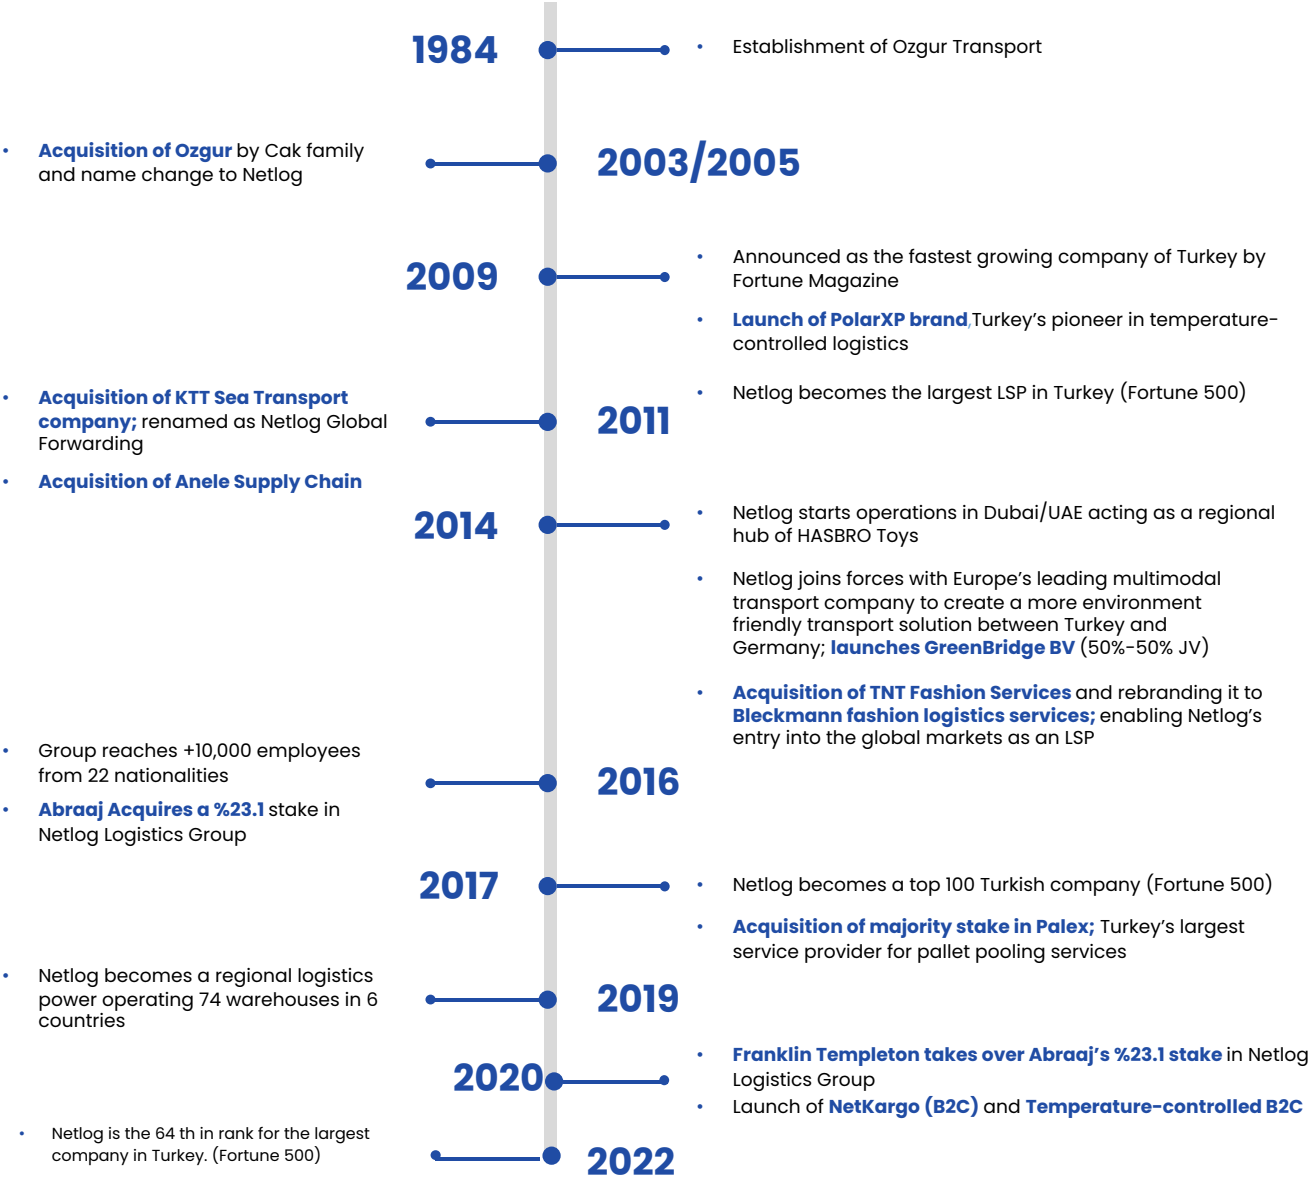 1984
• Establishment of Ozgur Transport
• Acquisition of Ozgur by Cak family
and name change to Netlog
2003/2005
2009
• Announced as the fastest growing company of Turkey by
Fortune Magazine
• Launch of PolarXP brand,Turkey's pioneer in temperature-
controlled logistics
• Netlog becomes the largest LSP in Turkey (Fortune 500)
• Acquisition of KTT Sea Transport
company; renamed as Netlog Global
Forwarding
• Acquisition of Anele Supply Chain
2011
2014
• Netlog starts operations in Dubai/UAE acting as a regional
hub of HASBRO Toys
• Netlog joins forces with Europe's leading multimodal
transport company to create a more environment
friendly transport solution between Turkey and
Germany; launches GreenBridge BV (50%-50% JV)
• Acquisition of TNT Fashion Services and rebranding it to
Bleckmann fashion logistics services; enabling Netlog's
entry into the global markets as an LSP
• Group reaches +10,000 employees
from 22 nationalities
• Abraaj Acquires a %23.1 stake in
Netlog Logistics Group
2016
2017
• Netlog becomes a top 100 Turkish company (Fortune 500)
• Acquisition of majority stake in Palex; Turkey's largest
service provider for pallet pooling services
• Netlog becomes a regional logistics
power operating 74 warehouses in 6
countries
2019
2020
• Franklin Templeton takes over Abraaj's %23.1 stake in Netlog
Logistics Group
• Launch of NetKargo (B2C) and Temperature-controlled B2C
• Netlog is the 64 th in rank for the largest
company in Turkey. (Fortune 500)
2022